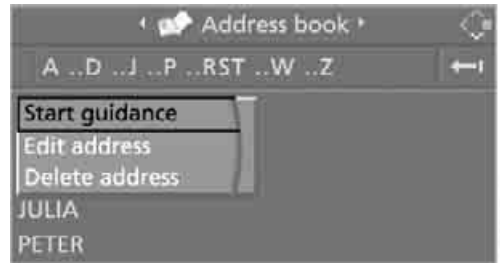 Address book
A ..D ..J ..P ..RST ..W ..Z
Start guidance
Edit address
Delete address
JULIA
PETER